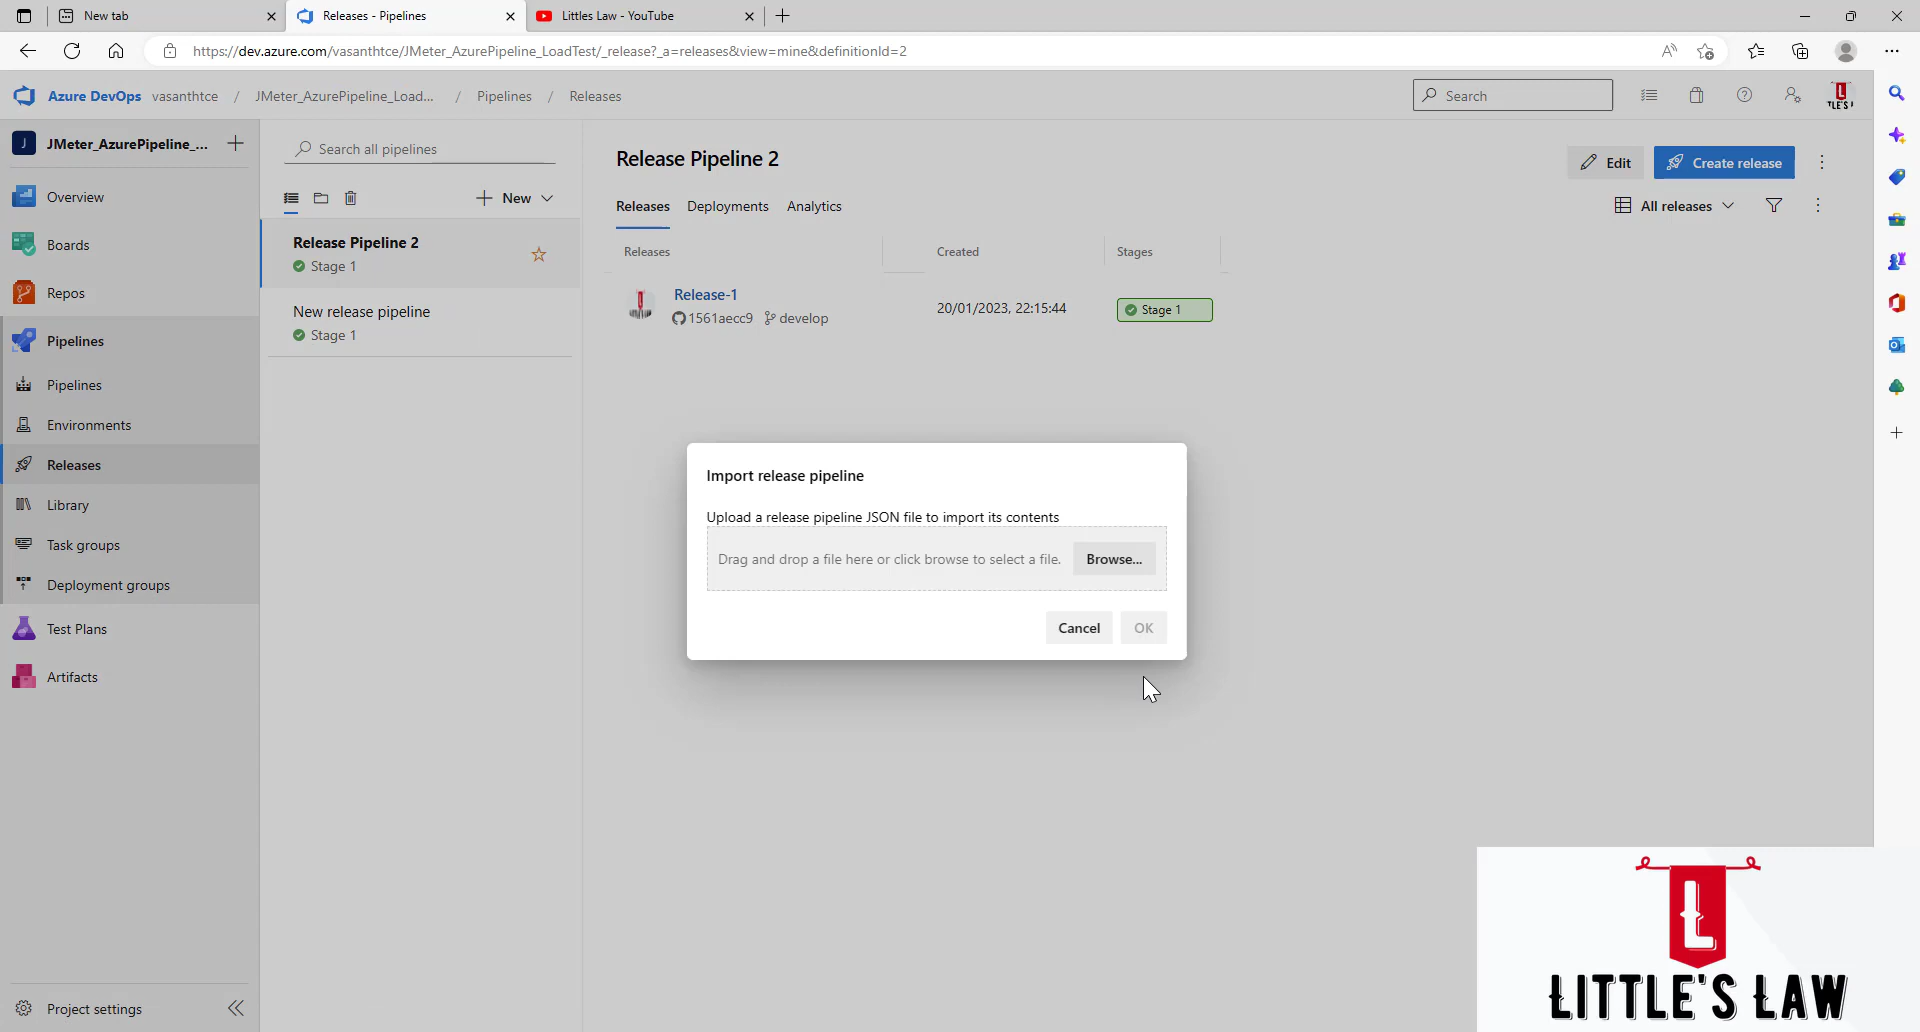 New tab
Releases - Pipelines
Littles Law - YouTube
https://dev.azure.com/vasanthtce/JMeter_AzurePipeline_LoadTest/_release?_a=releases&view=mine&definitionId=2
Azure DevOps vasanthtce / JMeter_AzurePipeline_Load... / Pipelines / Releases
Search
J JMeter_AzurePipeline_...
Overview
Boards
Repos
Pipelines
Pipelines
Environments
Releases
Library
Task groups
Deployment groups
Test Plans
Artifacts
Project settings
Search all pipelines
New
Release Pipeline 2
Stage 1
New release pipeline
Stage 1
Release Pipeline 2
Edit
Create release
Releases Deployments Analytics
All releases
Releases Created Stages
Release-1
1561aecc9 develop
20/01/2023, 22:15:44
Stage 1
Import release pipeline
Upload a release pipeline JSON file to import its contents
Drag and drop a file here or click browse to select a file.
Browse...
Cancel
OK
L
LITTLE'S LAW